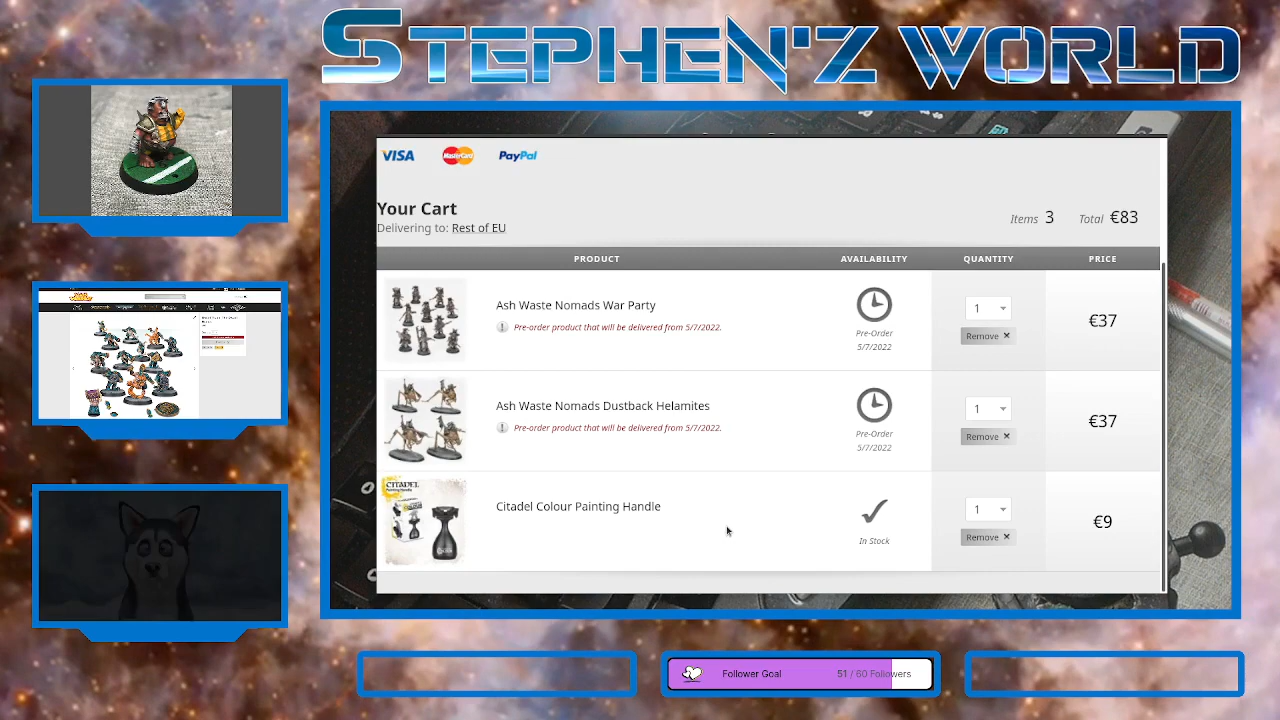 STEPHEN'Z WORLD
VISA MasterCard PayPal
Your Cart
Delivering to: Rest of EU
Items 3 Total €83
PRODUCT AVAILABILITY QUANTITY PRICE
Ash Waste Nomads War Party
Pre-order product that will be delivered from 5/7/2022.
Pre-Order
5/7/2022
1
Remove ×
€37
Ash Waste Nomads Dustback Helamites
Pre-order product that will be delivered from 5/7/2022.
Pre-Order
5/7/2022
1
Remove ×
€37
CITADEL
Citadel Colour Painting Handle
In Stock
1
Remove ×
€9
Follower Goal 51 / 60 Followers